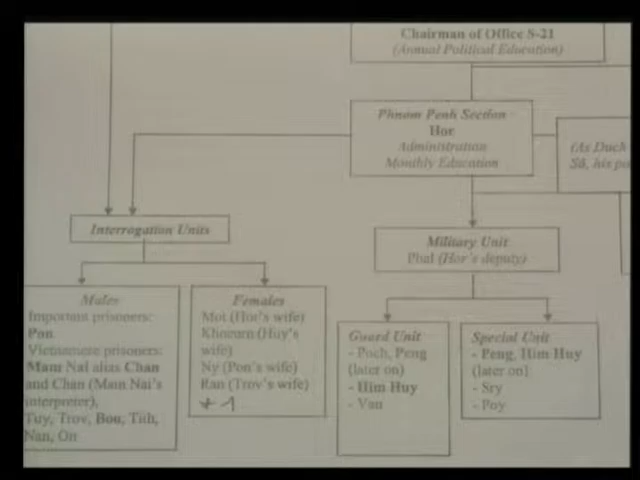 Chairman of Office S-21
(Annual Political Education)
Phnom Penh Section
Hor
Administration
Monthly Education
(As Duch
Interrogation Units
Military Unit
Phal (Hor's deputy)
Males
Important prisoners:
Pon
Vietnamese prisoners:
Mam Nai alias Chan
and Chan (Mam Nai's
interpreter),
Tuy, Trov, Bou, Tith,
Nan, On
Females
Mot (Hor's wife)
Khoeurn (Huy's
wife)
Ny (Pon's wife)
Ran (Trov's wife)
+ 1
Guard Unit
- Poch, Peng
(later on)
- Him Huy
- Van
Special Unit
- Peng, Him Huy
(later on)
- Sry
- Poy